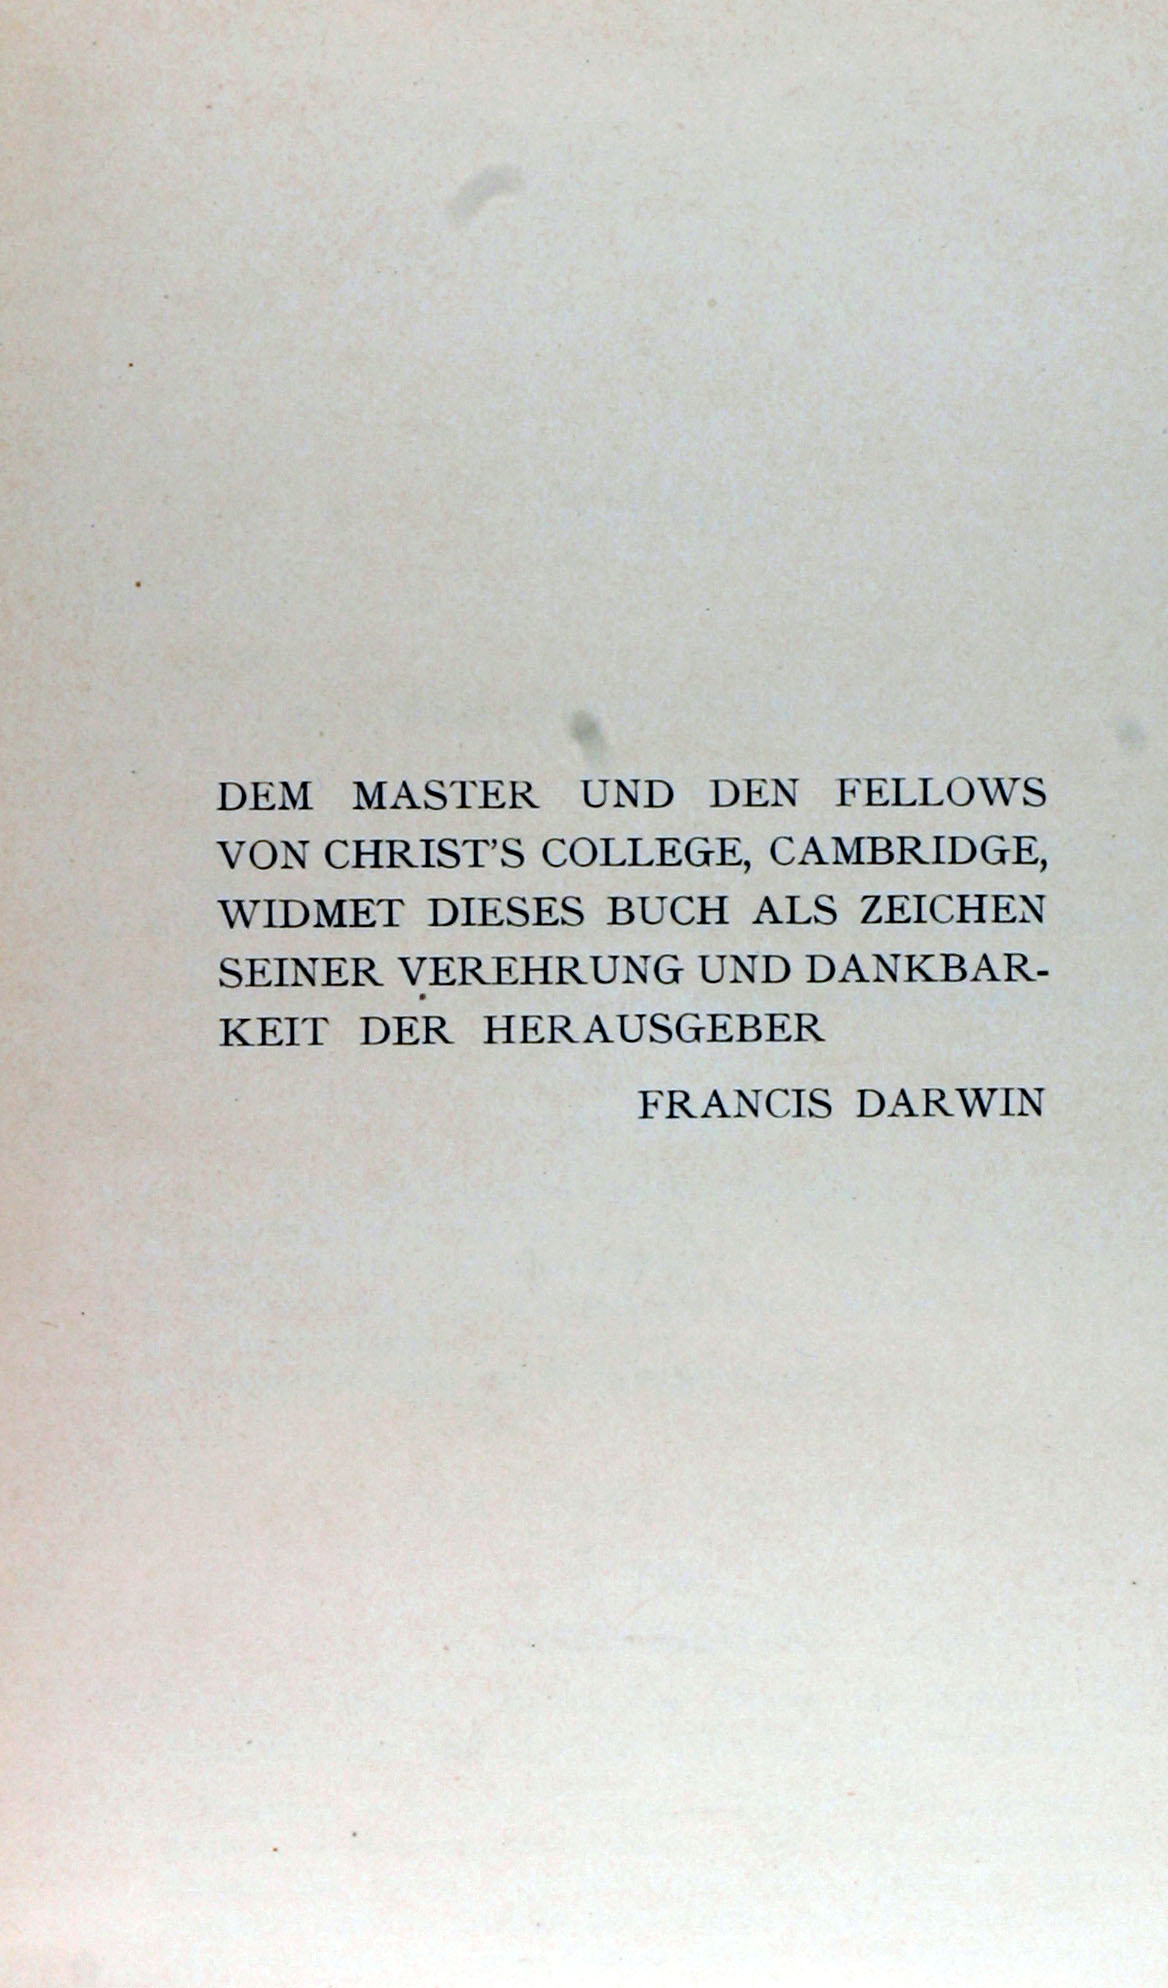 DEM MASTER UND DEN FELLOWS
VON CHRIST'S COLLEGE, CAMBRIDGE,
WIDMET DIESES BUCH ALS ZEICHEN
SEINER VEREHRUNG UND DANKBAR-
KEIT DER HERAUSGEBER
FRANCIS DARWIN